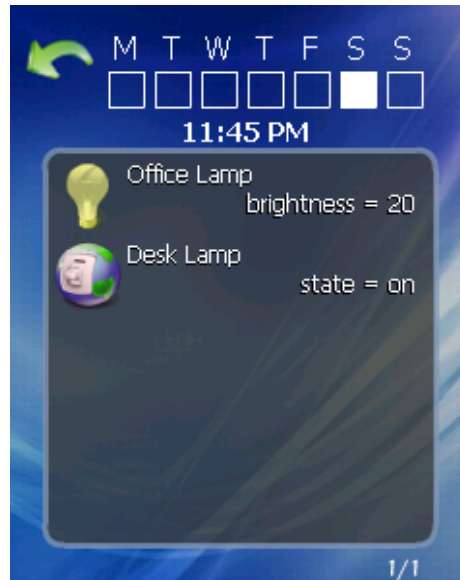 M T W T F S S
11:45 PM
Office Lamp
brightness = 20
Desk Lamp
state = on
1/1